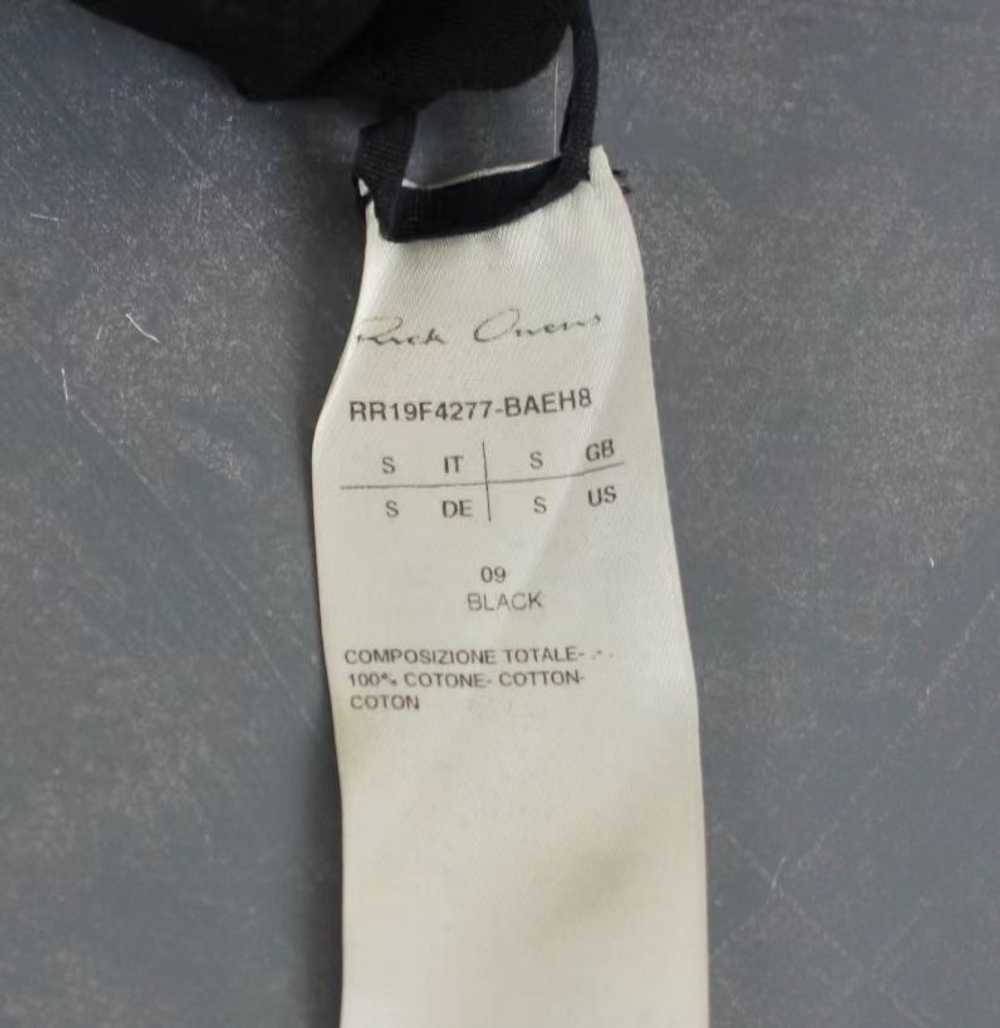 Rick Owens
RR19F4277-BAEH8
S IT S GB
S DE S US
09
BLACK
COMPOSIZIONE TOTALE- .- .
100% COTONE- COTTON-
COTON